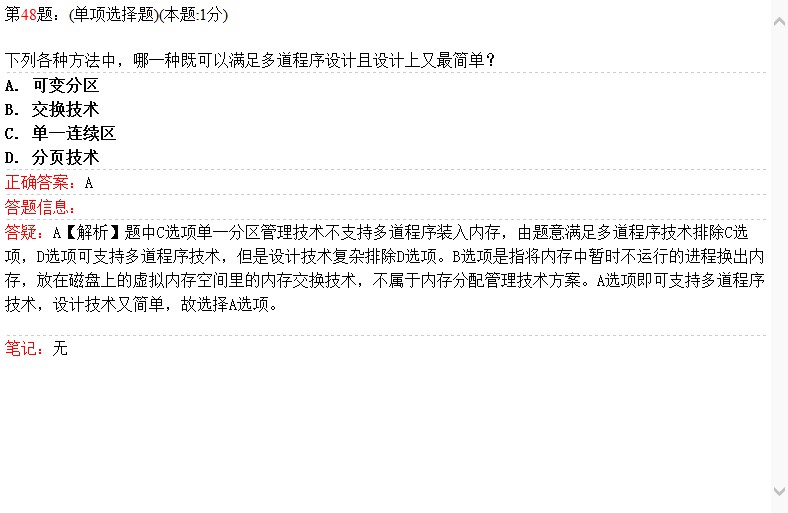 第48题：(单项选择题)(本题:1分)
下列各种方法中，哪一种既可以满足多道程序设计且设计上又最简单？
A. 可变分区
B. 交换技术
C. 单一连续区
D. 分页技术
正确答案：A
答题信息：
答疑：A【解析】题中C选项单一分区管理技术不支持多道程序装入内存，由题意满足多道程序技术排除C选
项，D选项可支持多道程序技术，但是设计技术复杂排除D选项。B选项是指将内存中暂时不运行的进程换出内
存，放在磁盘上的虚拟内存空间里的内存交换技术，不属于内存分配管理技术方案。A选项即可支持多道程序
技术，设计技术又简单，故选择A选项。
笔记：无